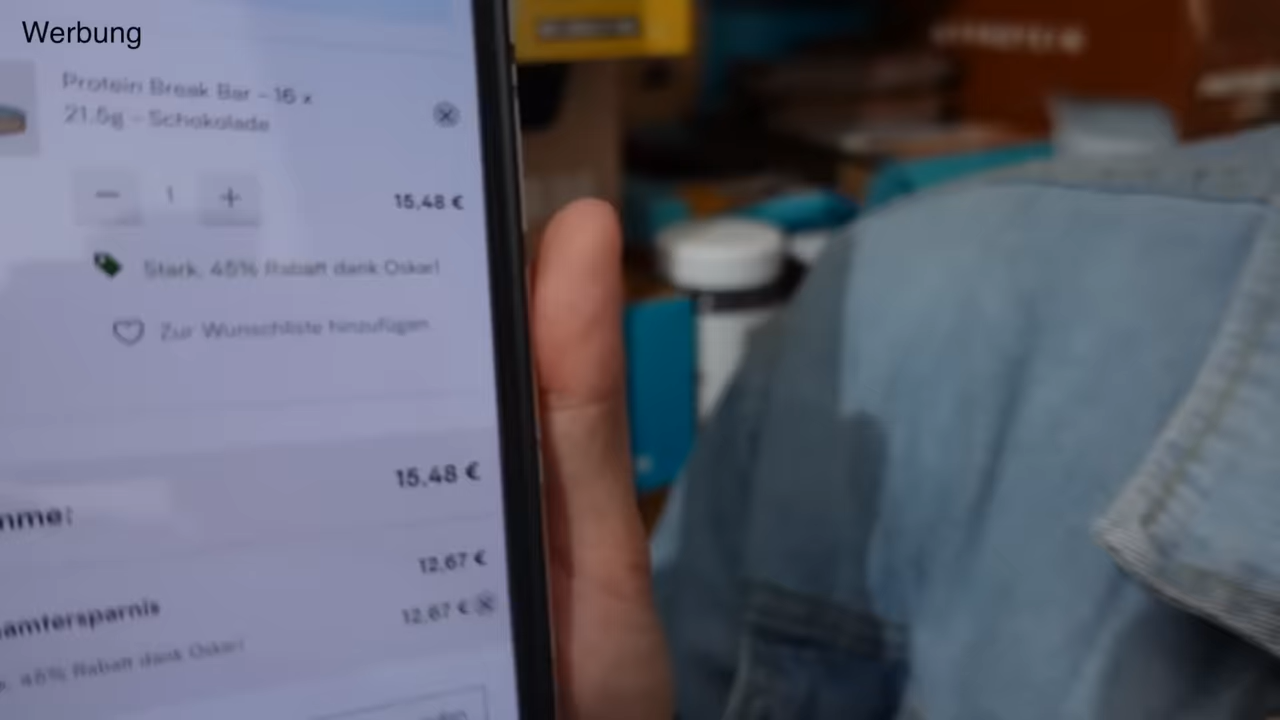 Werbung
Protein Break Bar - 16 x
21.5g - Schokolade
1
15,48 €
Stark, 45% Rabatt dank Oskar!
Zur Wunschliste hinzufügen
15,48 €
mme:
12,67 €
amtersparnis
12,67 €
45% Rabatt dank Oskar!